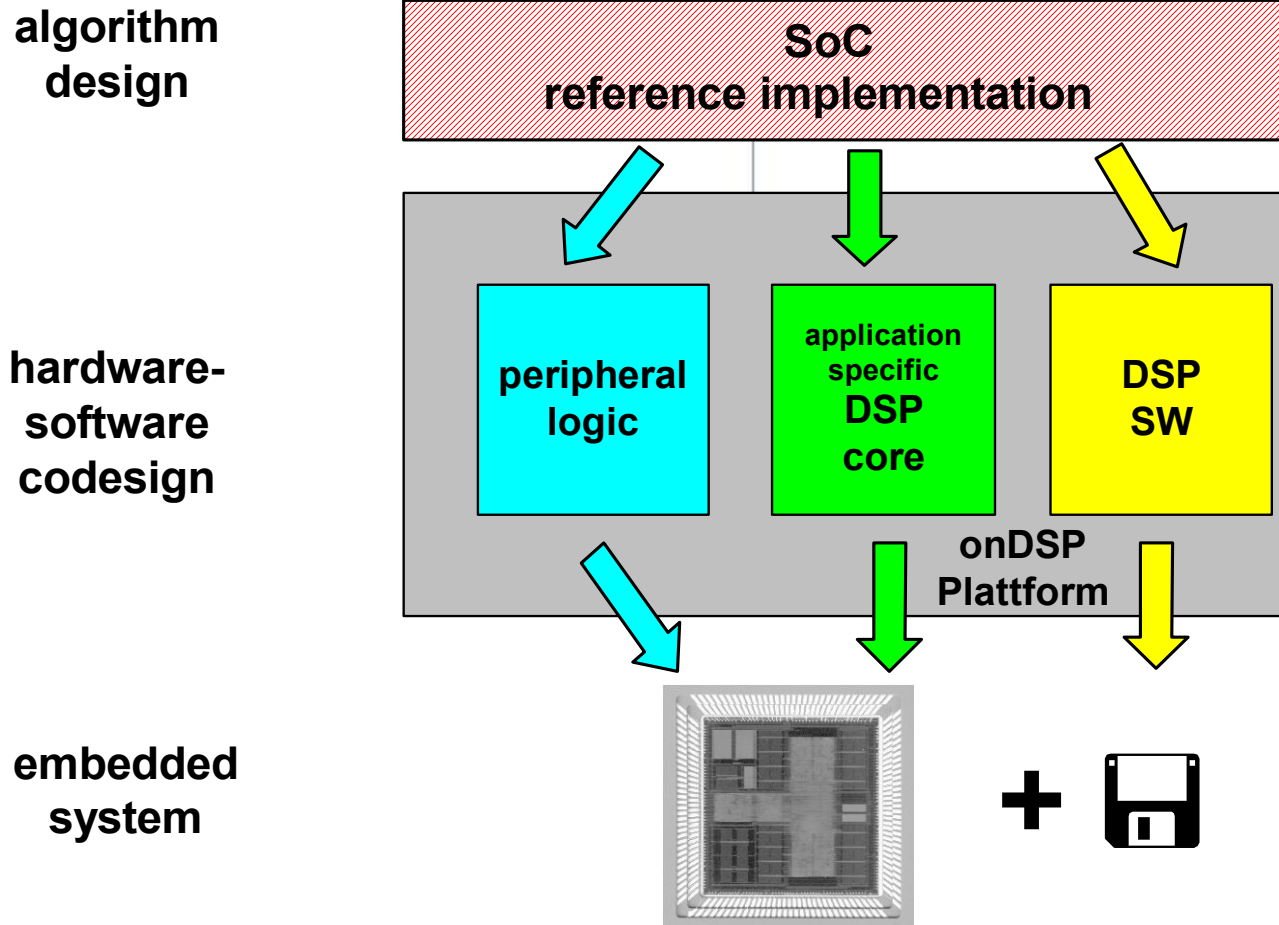 algorithm
design
SoC
reference implementation
hardware-
software
codesign
peripheral
logic
application
specific
DSP
core
DSP
SW
onDSP
Plattform
embedded
system
+